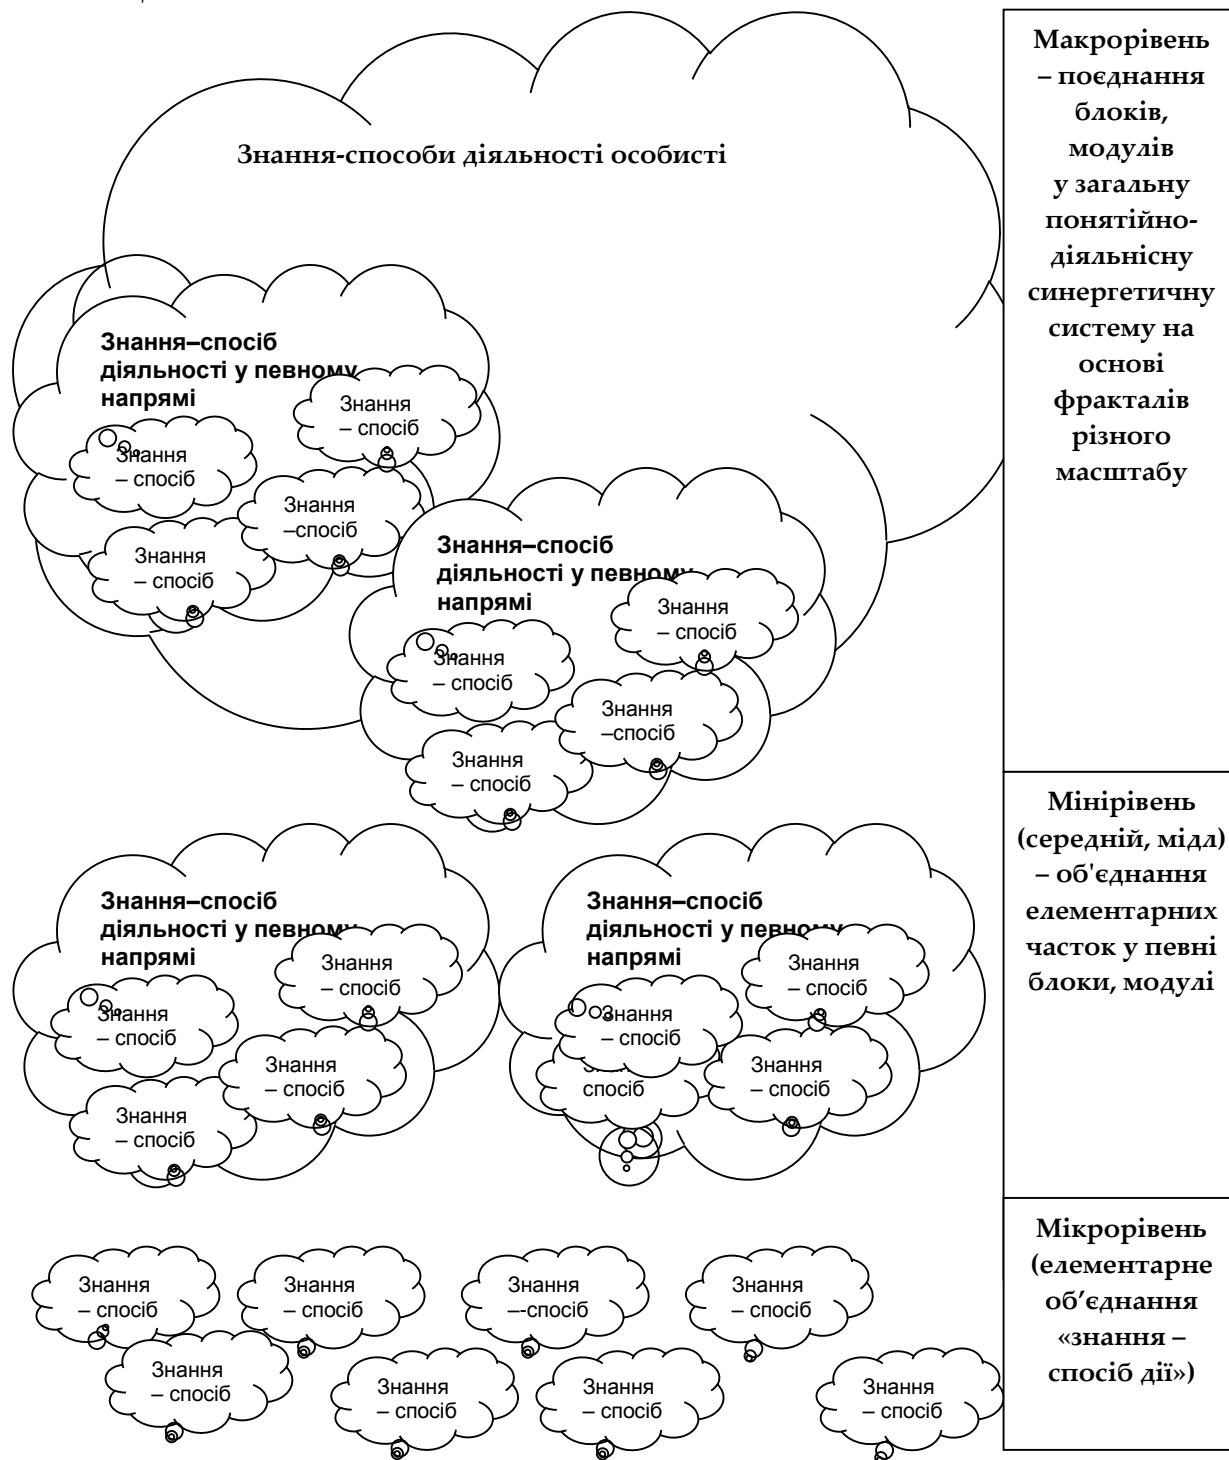 Знання-способи діяльності особисті
Знання–спосіб
діяльності у певному
напрямі
Знання
– спосіб
Знання
– спосіб
Знання
–спосіб
Знання
– спосіб
Знання–спосіб
діяльності у певному
напрямі
Знання
– спосіб
Знання
– спосіб
Знання
–спосіб
Знання
– спосіб
Макрорівень
– поєднання
блоків,
модулів
у загальну
понятійно-
діяльнісну
синергетичну
систему на
основі
фракталів
різного
масштабу
Знання–спосіб
діяльності у певному
напрямі
Знання
– спосіб
Знання
– спосіб
Знання
– спосіб
Знання
– спосіб
Знання–спосіб
діяльності у певному
напрямі
Знання
– спосіб
Знання
– спосіб
спосіб
Знання
– спосіб
Мінірівень
(середній, мідл)
– об'єднання
елементарних
часток у певні
блоки, модулі
Знання
– спосіб
Знання
– спосіб
Знання
–-спосіб
Знання
– спосіб
Знання
– спосіб
Знання
– спосіб
Знання
– спосіб
Знання
– спосіб
Мікрорівень
(елементарне
об’єднання
«знання –
спосіб дії»)